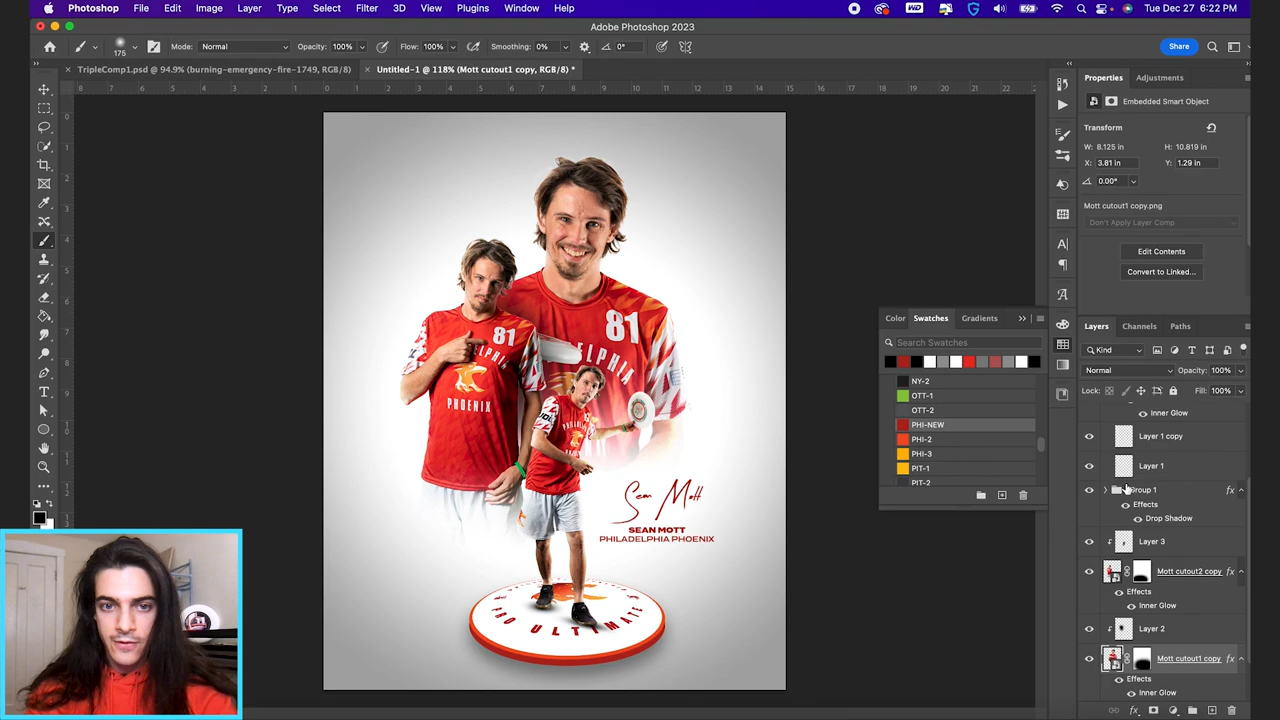 Photoshop File Edit Image Layer Type Select Filter 3D View Plugins Window Help Tue Dec 27 6:22 PM
Adobe Photoshop 2023
175 Mode: Normal Opacity: 100% Flow: 100% Smoothing: 0% 0° Share
TripleComp1.psd @ 94.9% (burning-emergency-fire-1749, RGB/8) Untitled-1 @ 118% (Mott cutout1 copy, RGB/8) *
Properties Adjustments
Embedded Smart Object
Transform
W: 8.125 in H: 10.819 in
X: 3.81 in Y: 1.29 in
0.00°
Mott cutout1 copy.png
Don't Apply Layer Comp
Edit Contents
Convert to Linked...
Color Swatches Gradients
Search Swatches
NY-2
OTT-1
OTT-2
PHI-NEW
PHI-2
PHI-3
PIT-1
PIT-2
Layers Channels Paths
Kind
Normal Opacity: 100%
Lock: Fill: 100%
Inner Glow
Layer 1 copy
Layer 1
Group 1 fx
Effects
Drop Shadow
Layer 3
Mott cutout2 copy fx
Effects
Inner Glow
Layer 2
Mott cutout1 copy fx
Effects
Inner Glow
81
81
PHOENIX
Sean Mott
SEAN MOTT
PHILADELPHIA PHOENIX
PRO ULTIMATE